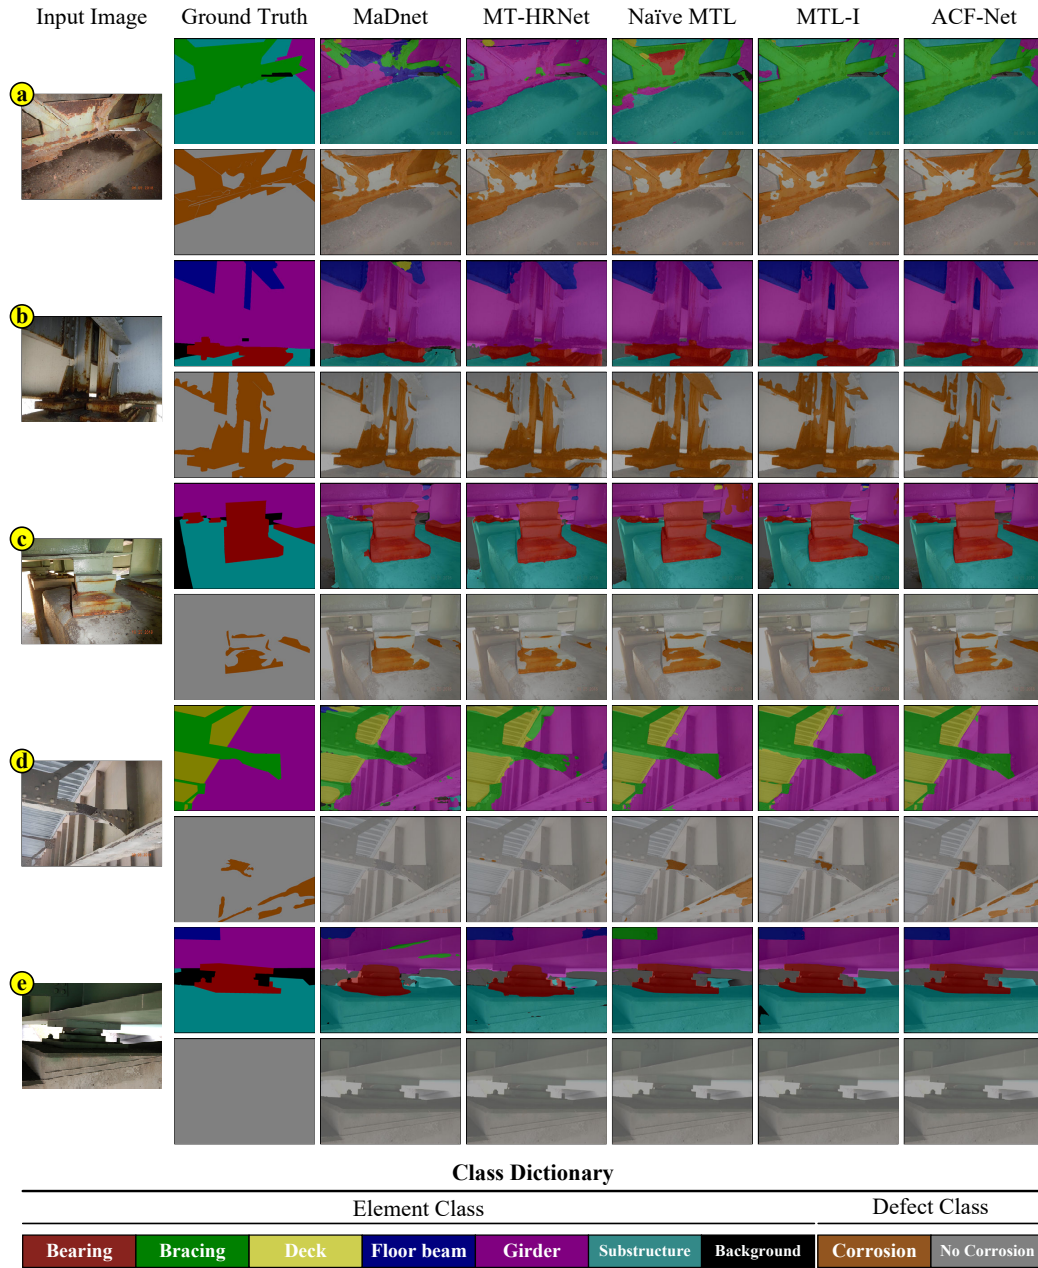 Input Image Ground Truth MaDnet MT-HRNet Naïve MTL MTL-I ACF-Net
a
b
c
d
e
Class Dictionary
Element Class Defect Class
Bearing Bracing Deck Floor beam Girder Substructure Background Corrosion No Corrosion